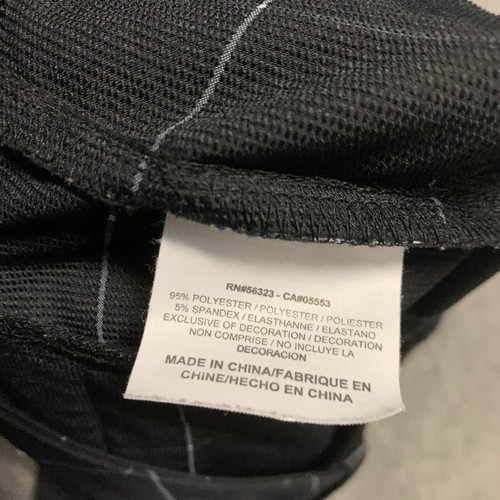 RN#56323 - CA#05553
95% POLYESTER / POLYESTER / POLIESTER
5% SPANDEX / ELASTHANNE / ELASTANO
EXCLUSIVE OF DECORATION / DECORATION
NON COMPRISE / NO INCLUYE LA
DECORACION
MADE IN CHINA/FABRIQUE EN
CHINE/HECHO EN CHINA